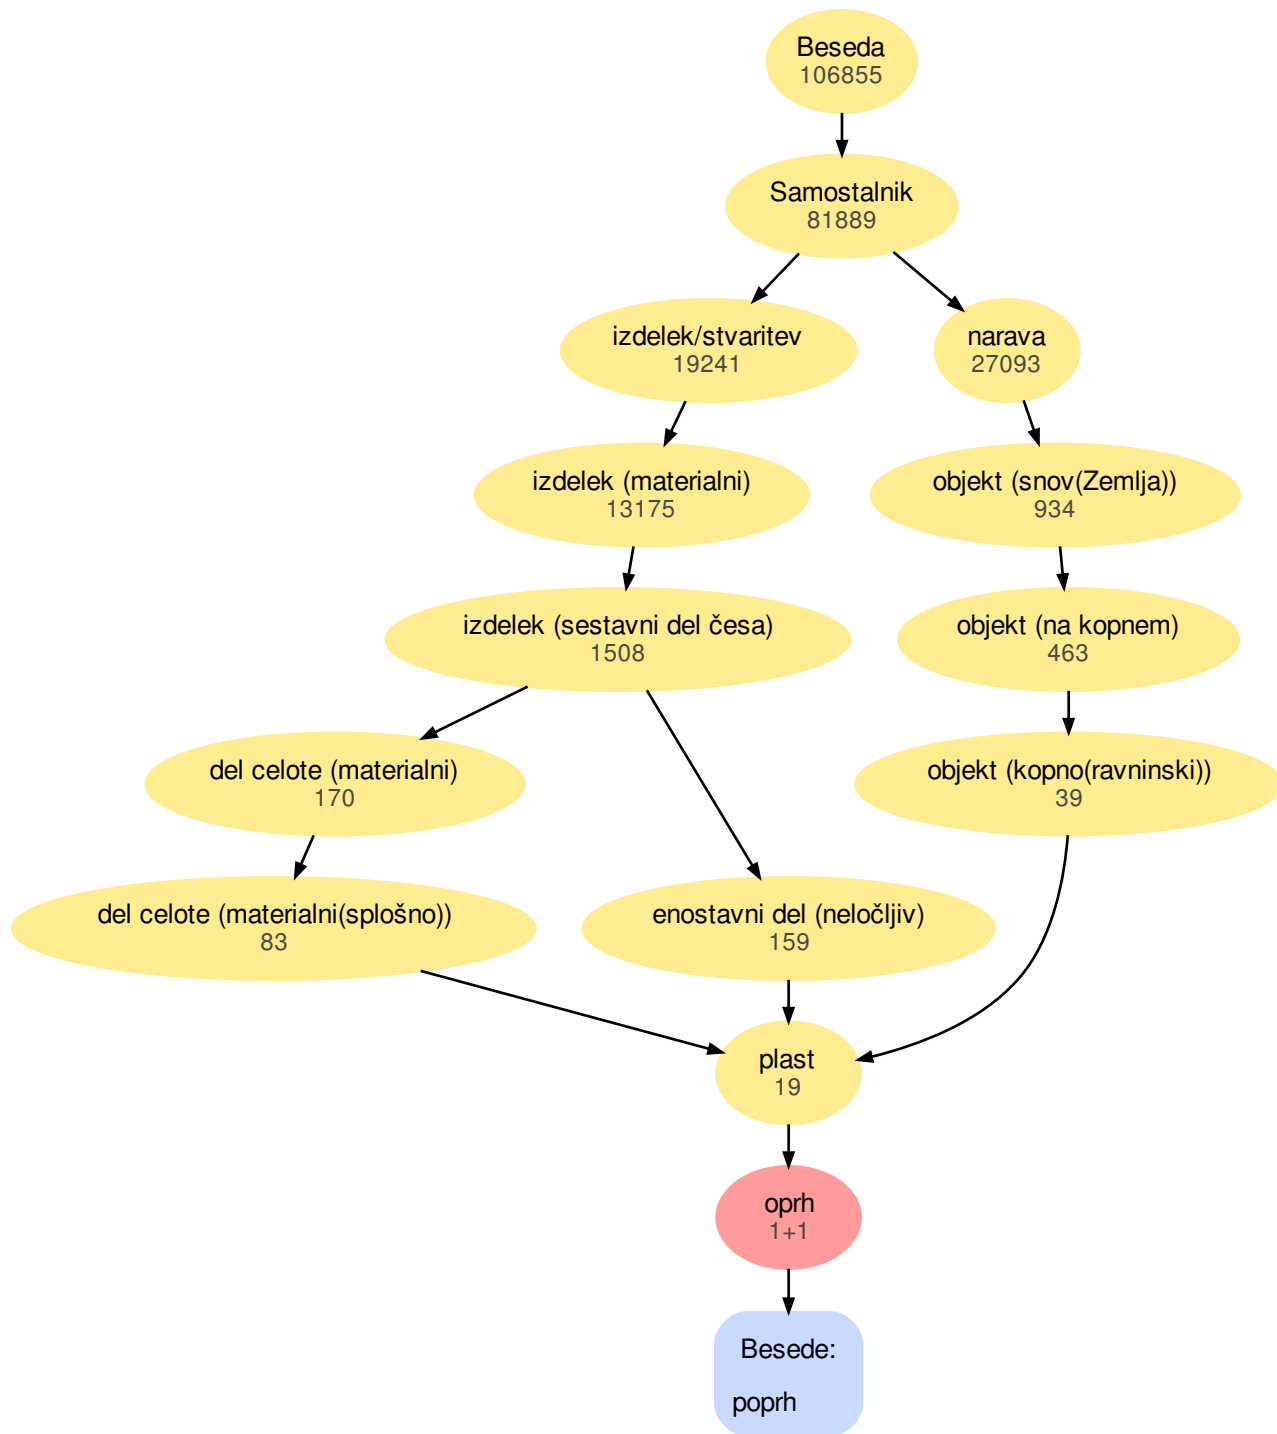 Beseda
106855
Samostalnik
81889
izdelek/stvaritev
19241
narava
27093
izdelek (materialni)
13175
objekt (snov(Zemlja))
934
izdelek (sestavni del česa)
1508
objekt (na kopnem)
463
del celote (materialni)
170
objekt (kopno(ravninski))
39
del celote (materialni(splošno))
83
enostavni del (neločljiv)
159
plast
19
oprh
1+1
Besede:
poprh